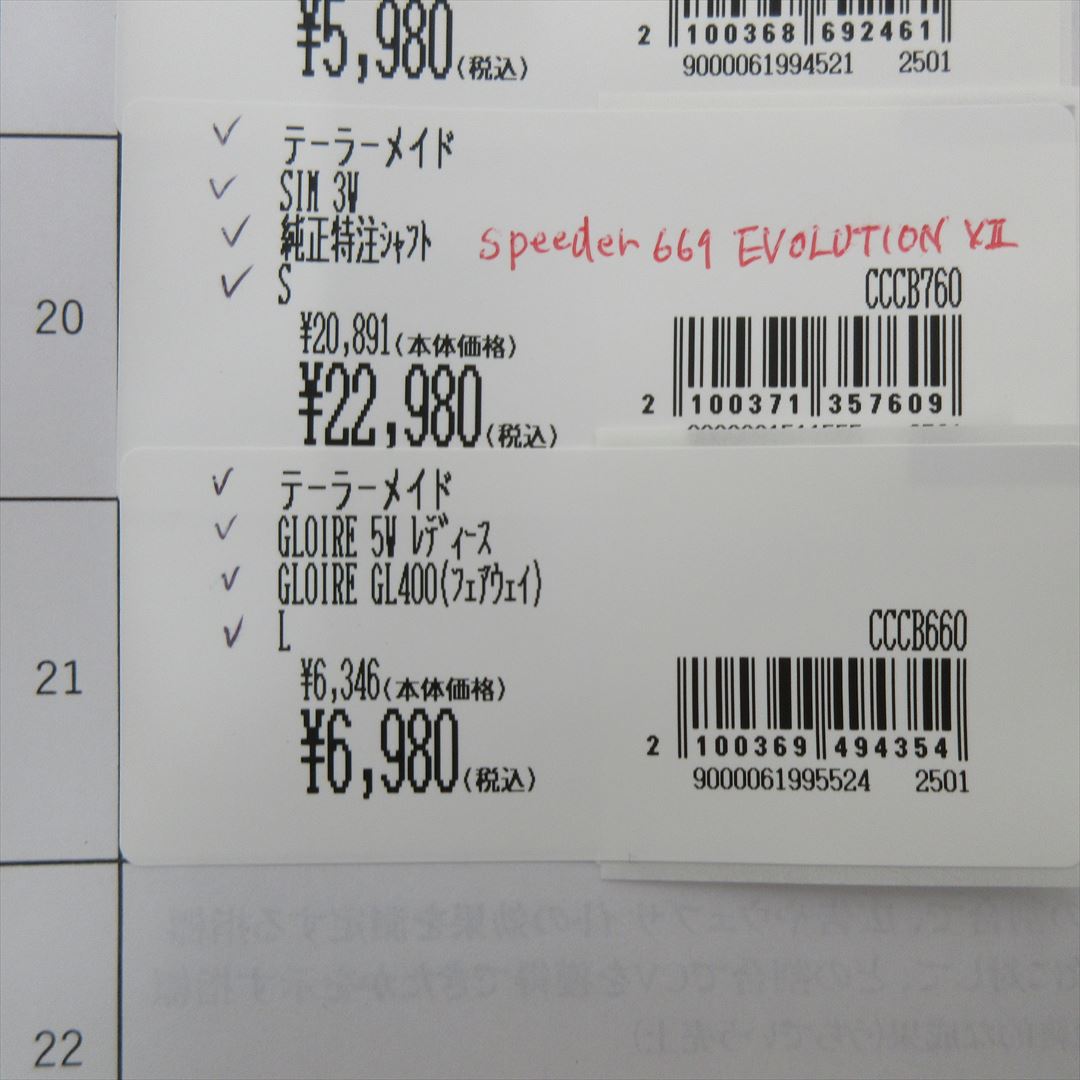 ¥5,980(税込)
2 100368 692461
9000061994521 2501
20
✓ テーラーメイド
✓ SIM 3W
✓ 純正特注シャフト Speeder 661 EVOLUTION Ⅶ
✓ S
CCCB760
¥20,891(本体価格)
¥22,980(税込)
2 100371 357609
21
✓ テーラーメイド
✓ GLOIRE 5W レディース
✓ GLOIRE GL400(フェアウェイ)
✓ L
CCCB660
¥6,346(本体価格)
¥6,980(税込)
2 100369 494354
9000061995524 2501
22